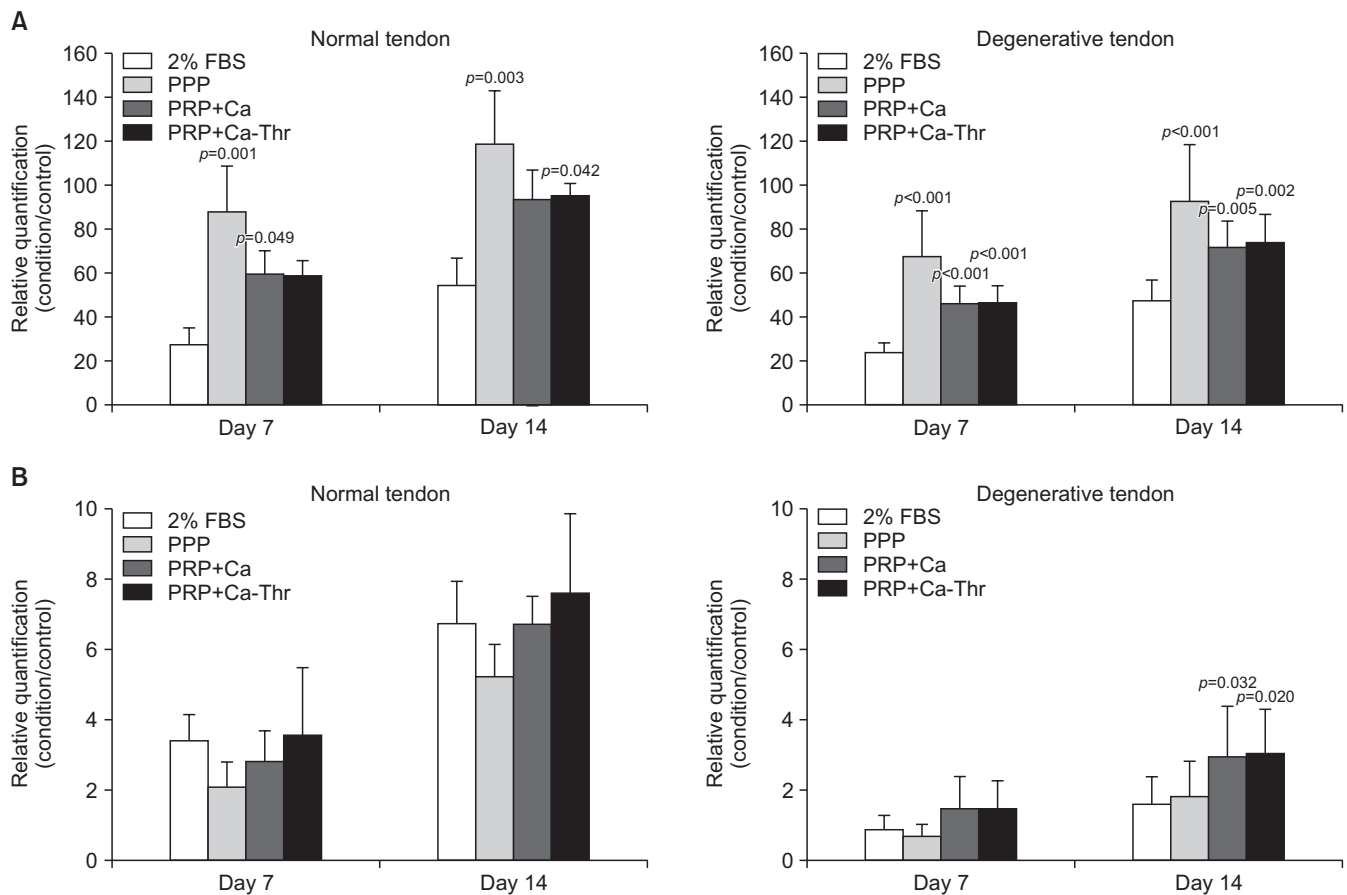 A
Normal tendon
160
140
120
100
80
60
40
20
0
Relative quantification
(condition/control)
2% FBS
PPP
PRP+Ca
PRP+Ca-Thr
p=0.001
p=0.049
p=0.003
p=0.042
Day 7
Day 14
Degenerative tendon
160
140
120
100
80
60
40
20
0
Relative quantification
(condition/control)
2% FBS
PPP
PRP+Ca
PRP+Ca-Thr
p<0.001
p<0.001
p<0.001
p<0.001
p=0.005
p=0.002
Day 7
Day 14
B
Normal tendon
10
8
6
4
2
0
Relative quantification
(condition/control)
2% FBS
PPP
PRP+Ca
PRP+Ca-Thr
Day 7
Day 14
Degenerative tendon
10
8
6
4
2
0
Relative quantification
(condition/control)
2% FBS
PPP
PRP+Ca
PRP+Ca-Thr
p=0.032
p=0.020
Day 7
Day 14